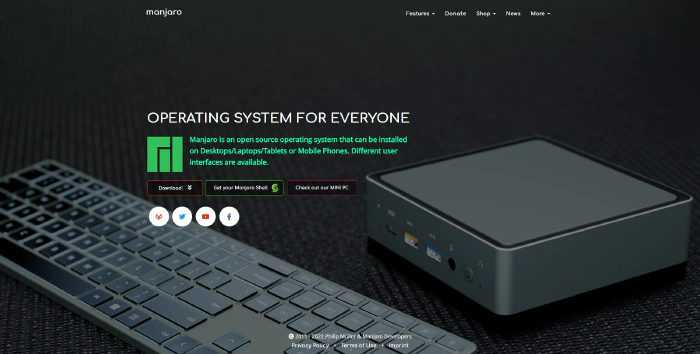 manjaro
Features Donate Shop News More
OPERATING SYSTEM FOR EVERYONE
Manjaro is an open source operating system that can be installed
on Desktops/Laptops/Tablets or Mobile Phones. Different user
interfaces are available.
Download Get your Manjaro Shell Check out our MINI PC
© 2011 - 2022 Philip Müller & Manjaro Developers
Privacy Policy • Terms of Use • Imprint